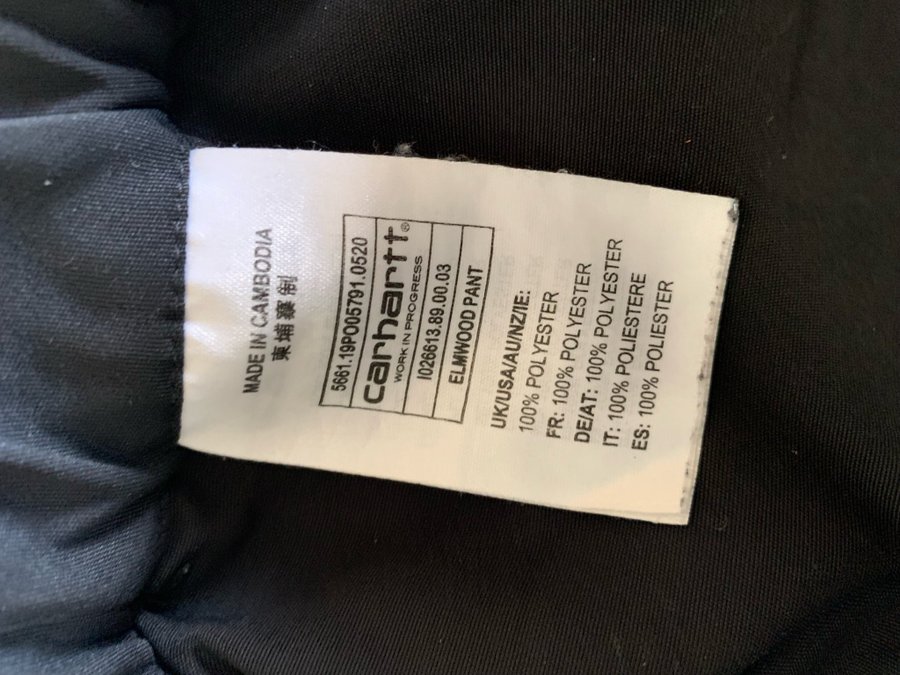 MADE IN CAMBODIA
柬埔寨制
5661.19PO05791.0520
carhartt®
WORK IN PROGRESS
I026613.89.00.03
ELMWOOD PANT
UK/USA/AU/NZ/IE:
100% POLYESTER
FR: 100% POLYESTER
DE/AT: 100% POLYESTER
IT: 100% POLIESTERE
ES: 100% POLIESTER